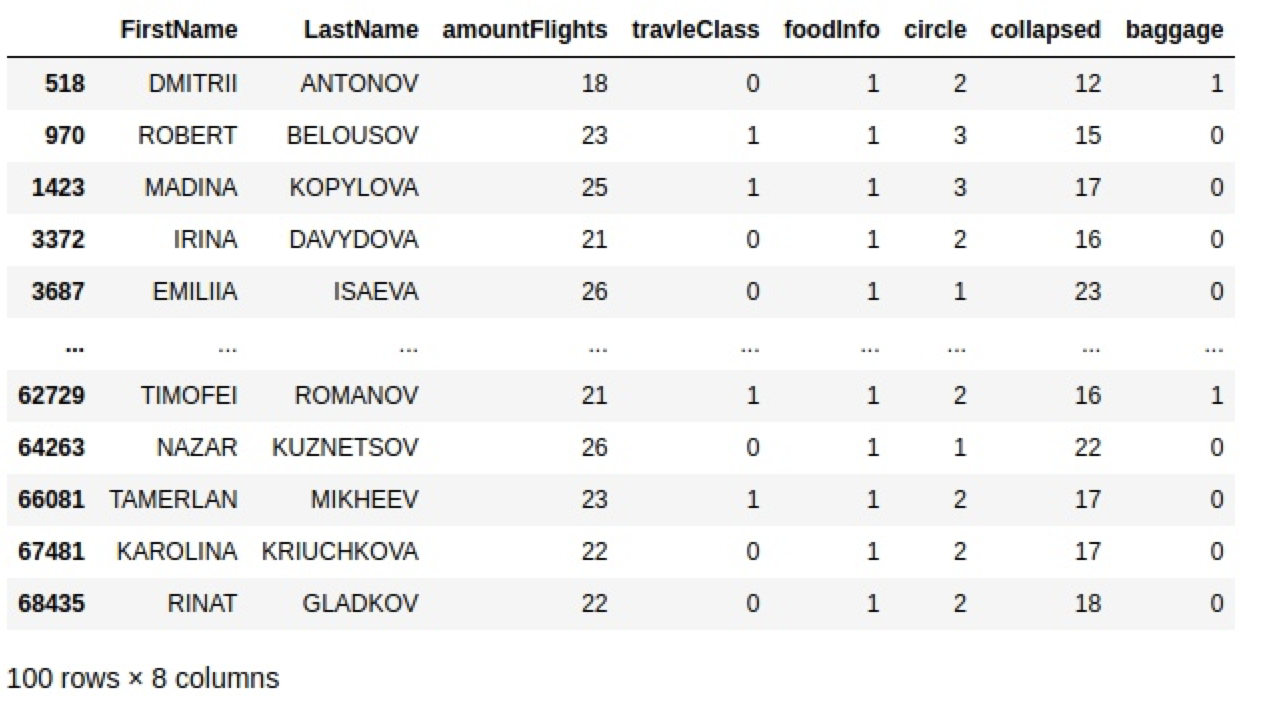 FirstName LastName amountFlights travleClass foodInfo circle collapsed baggage
518 DMITRII ANTONOV 18 0 1 2 12 1
970 ROBERT BELOUSOV 23 1 1 3 15 0
1423 MADINA KOPYLOVA 25 1 1 3 17 0
3372 IRINA DAVYDOVA 21 0 1 2 16 0
3687 EMILIIA ISAEVA 26 0 1 1 23 0
... ... ... ... ... ... ... ... ...
62729 TIMOFEI ROMANOV 21 1 1 2 16 1
64263 NAZAR KUZNETSOV 26 0 1 1 22 0
66081 TAMERLAN MIKHEEV 23 1 1 2 17 0
67481 KAROLINA KRIUCHKOVA 22 0 1 2 17 0
68435 RINAT GLADKOV 22 0 1 2 18 0
100 rows × 8 columns